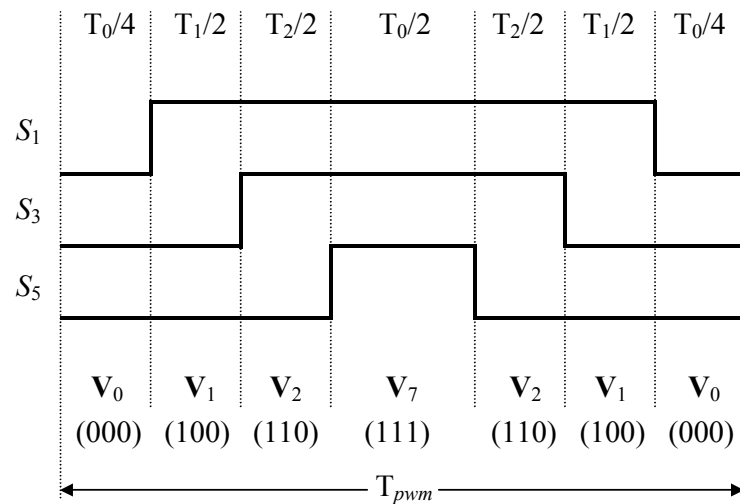 T₀/4 T₁/2 T₂/2 T₀/2 T₂/2 T₁/2 T₀/4
S₁
S₃
S₅
V₀ V₁ V₂ V₇ V₂ V₁ V₀
(000) (100) (110) (111) (110) (100) (000)
Tpwm